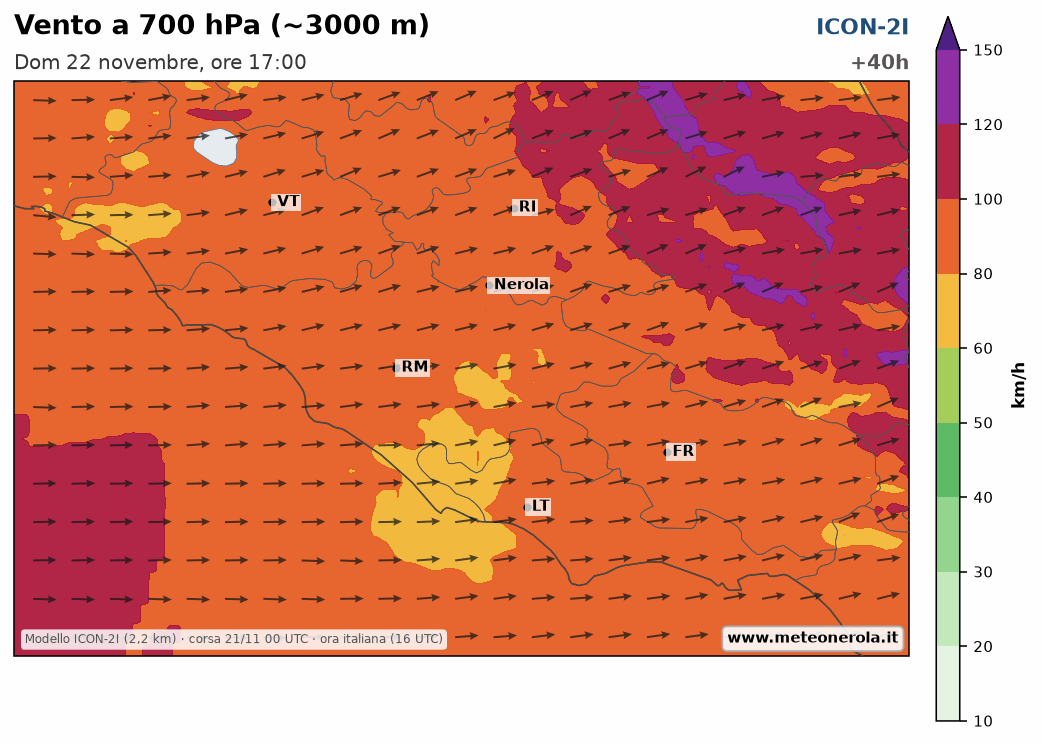 Vento a 700 hPa (~3000 m)
ICON-2I
Dom 22 novembre, ore 17:00
+40h
150
120
100
80
60
50
40
30
20
10
km/h
VT
RI
Nerola
RM
FR
LT
Modello ICON-2I (2,2 km) · corsa 21/11 00 UTC · ora italiana (16 UTC)
www.meteonerola.it